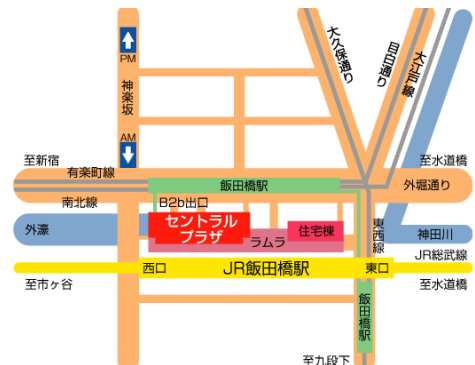 PM
神楽坂
AM
大久保通り
目白通り
大江戸線
至新宿
至水道橋
有楽町線
飯田橋駅
外堀通り
南北線
B2b出口
外濠
セントラル
プラザ
ラムラ
住宅棟
東西線
神田川
JR総武線
西口
JR飯田橋駅
東口
至市ヶ谷
至水道橋
飯田橋駅
至九段下